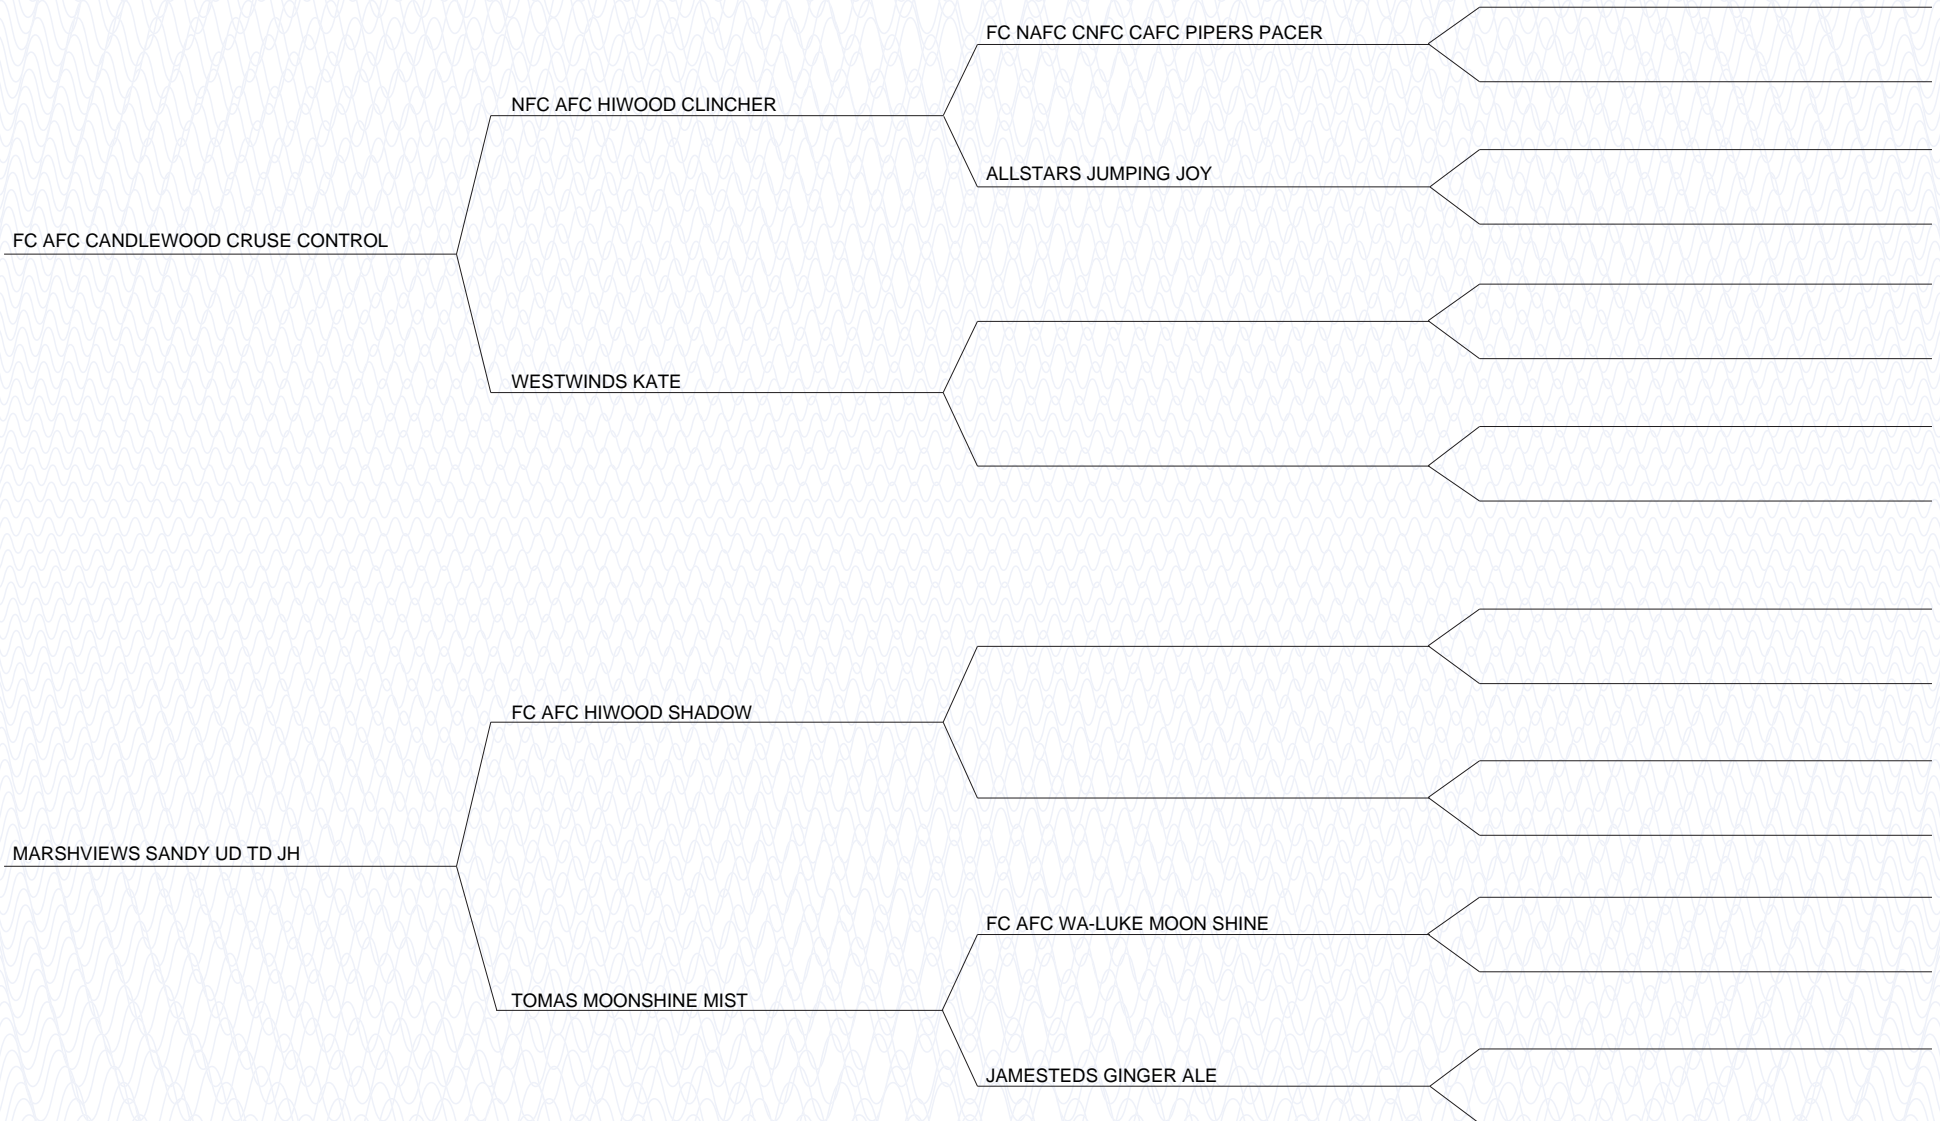 FC NAFC CNFC CAFC PIPERS PACER
NFC AFC HIWOOD CLINCHER
ALLSTARS JUMPING JOY
FC AFC CANDLEWOOD CRUSE CONTROL
WESTWINDS KATE
FC AFC HIWOOD SHADOW
MARSHVIEWS SANDY UD TD JH
FC AFC WA-LUKE MOON SHINE
TOMAS MOONSHINE MIST
JAMESTEDS GINGER ALE